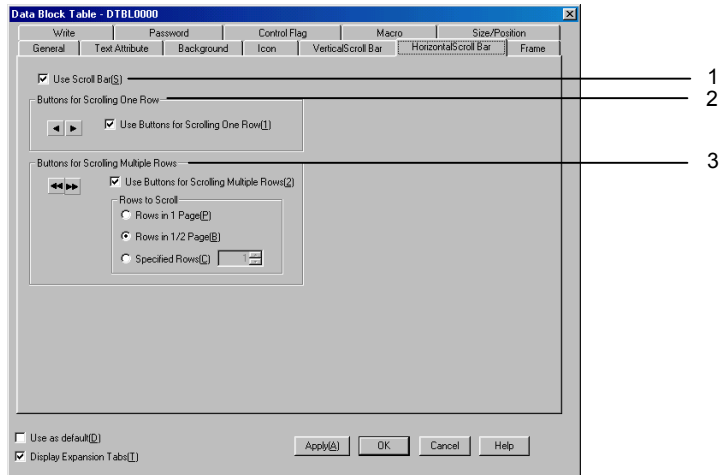 Data Block Table - DTBL0000
Write Password Control Flag Macro Size/Position
General Text Attribute Background Icon VerticalScroll Bar HorizontalScroll Bar Frame
Use Scroll Bar(S) 1
Buttons for Scrolling One Row 2
Use Buttons for Scrolling One Row(1)
Buttons for Scrolling Multiple Rows 3
Use Buttons for Scrolling Multiple Rows(2)
Rows to Scroll
Rows in 1 Page(P)
Rows in 1/2 Page(B)
Specified Rows(C) 1
Use as default(D)
Display Expansion Tabs(T)
Apply(A) OK Cancel Help